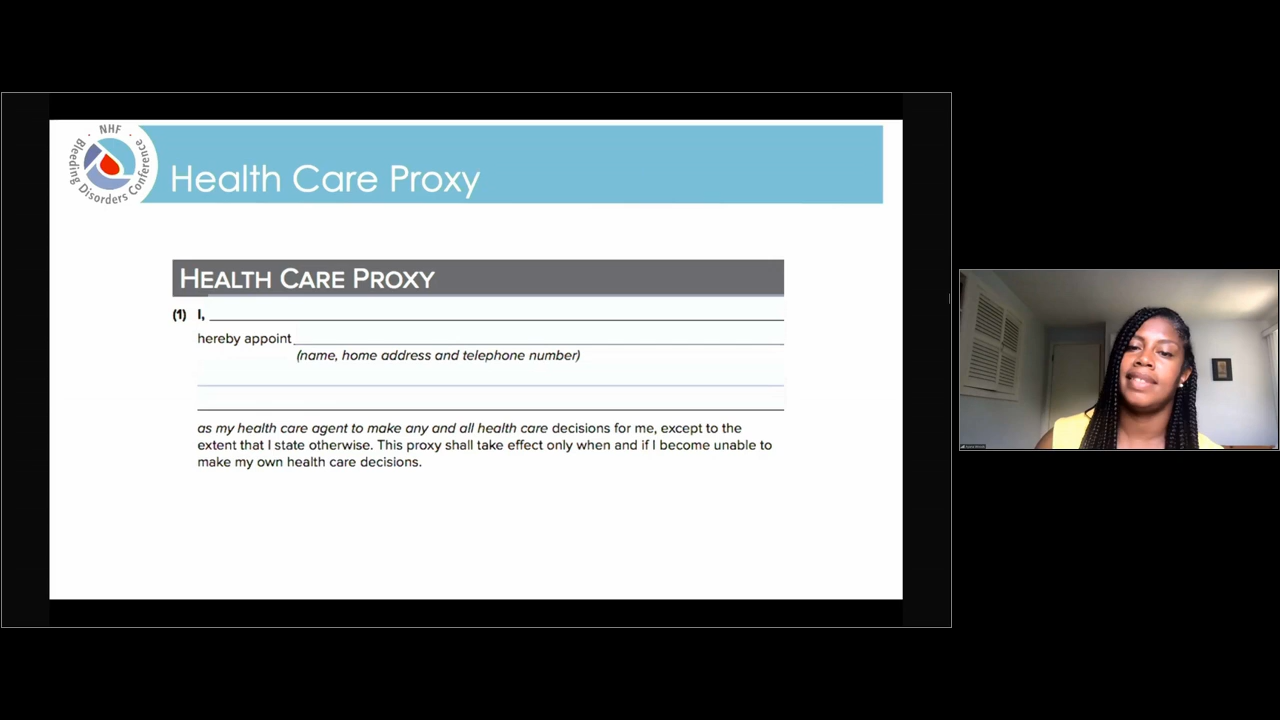 · NHF ·
Bleeding Disorders Conference
Health Care Proxy
HEALTH CARE PROXY
(1) I,
hereby appoint
(name, home address and telephone number)
as my health care agent to make any and all health care decisions for me, except to the
extent that I state otherwise. This proxy shall take effect only when and if I become unable to
make my own health care decisions.